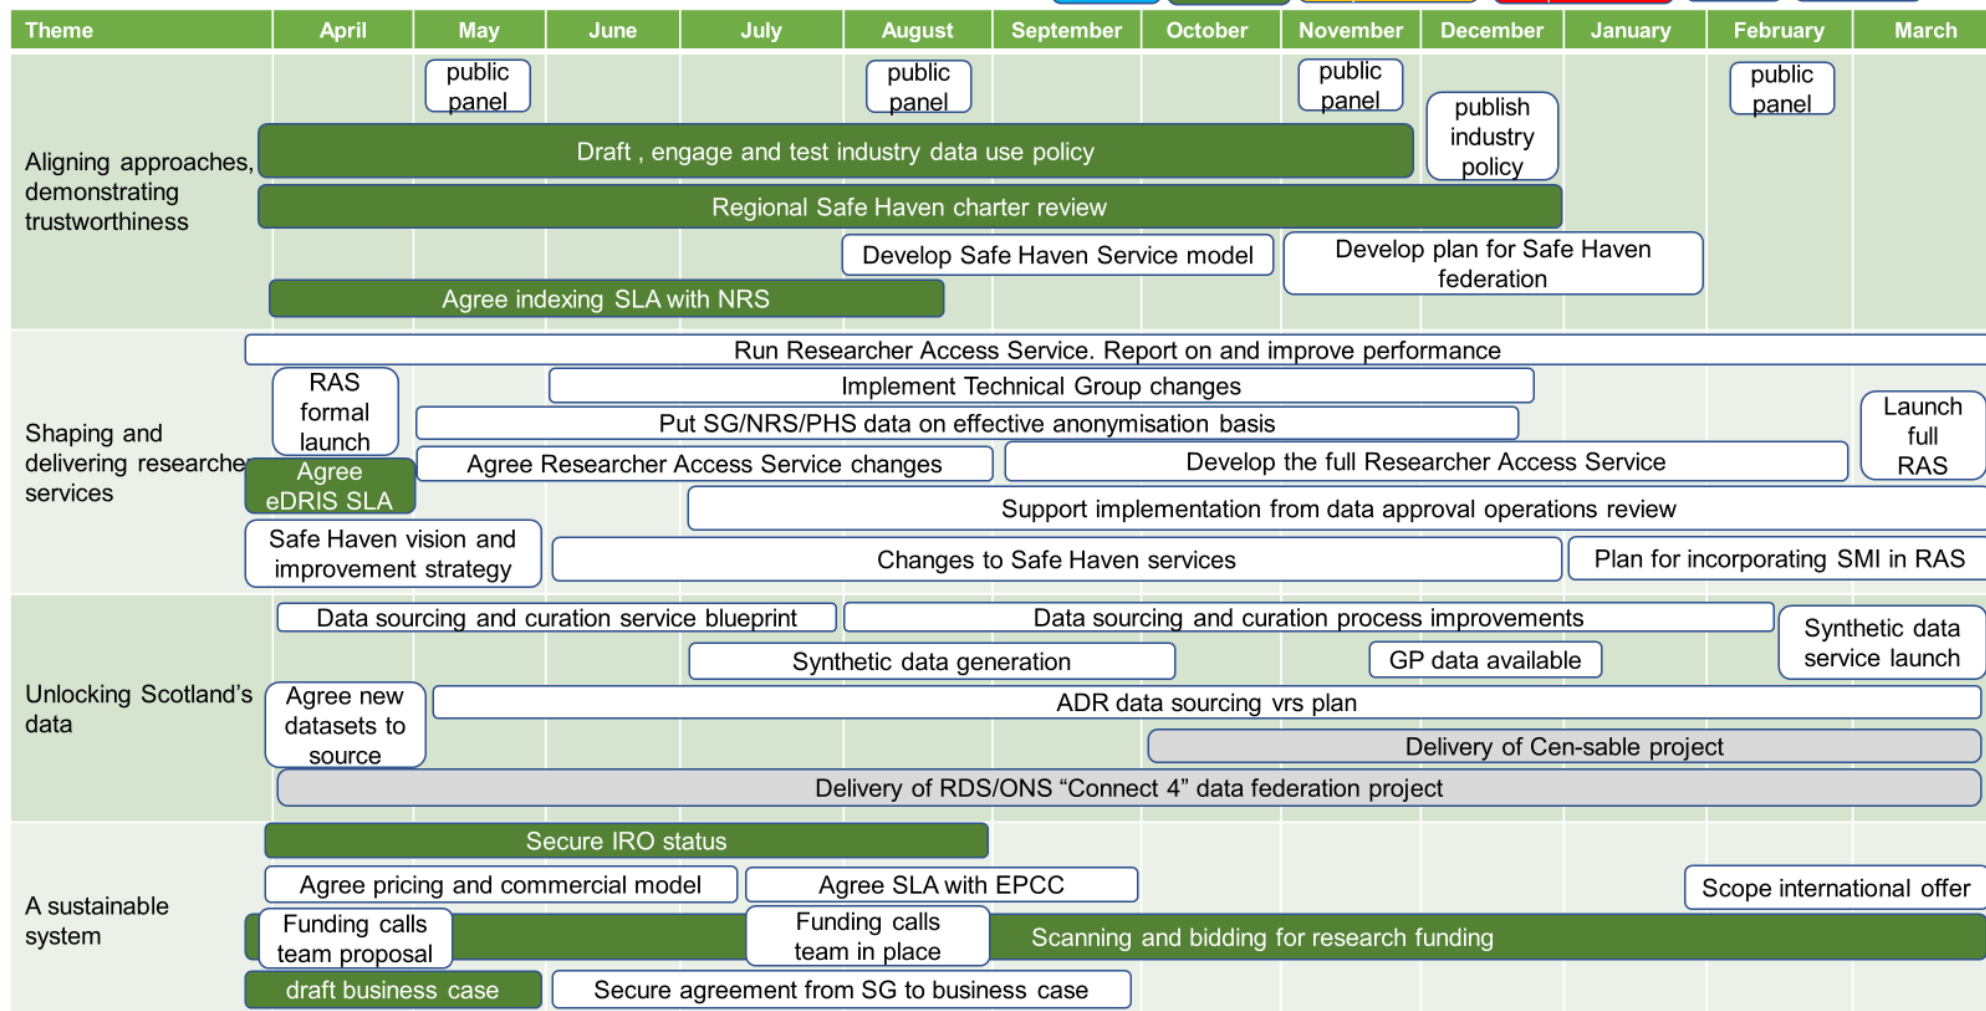 Theme
April
May
June
July
August
September
October
November
December
January
February
March
Aligning approaches,
demonstrating
trustworthiness
public
panel
public
panel
public
panel
public
panel
publish
industry
policy
Draft , engage and test industry data use policy
Regional Safe Haven charter review
Develop Safe Haven Service model
Develop plan for Safe Haven
federation
Agree indexing SLA with NRS
Shaping and
delivering researcher
services
Run Researcher Access Service. Report on and improve performance
RAS
formal
launch
Implement Technical Group changes
Put SG/NRS/PHS data on effective anonymisation basis
Launch
full
RAS
Agree
eDRIS SLA
Agree Researcher Access Service changes
Develop the full Researcher Access Service
Support implementation from data approval operations review
Safe Haven vision and
improvement strategy
Changes to Safe Haven services
Plan for incorporating SMI in RAS
Unlocking Scotland’s
data
Data sourcing and curation service blueprint
Data sourcing and curation process improvements
Synthetic data
service launch
Synthetic data generation
GP data available
Agree new
datasets to
source
ADR data sourcing vrs plan
Delivery of Cen-sable project
Delivery of RDS/ONS “Connect 4” data federation project
A sustainable
system
Secure IRO status
Agree pricing and commercial model
Agree SLA with EPCC
Scope international offer
Funding calls
team proposal
Funding calls
team in place
Scanning and bidding for research funding
draft business case
Secure agreement from SG to business case